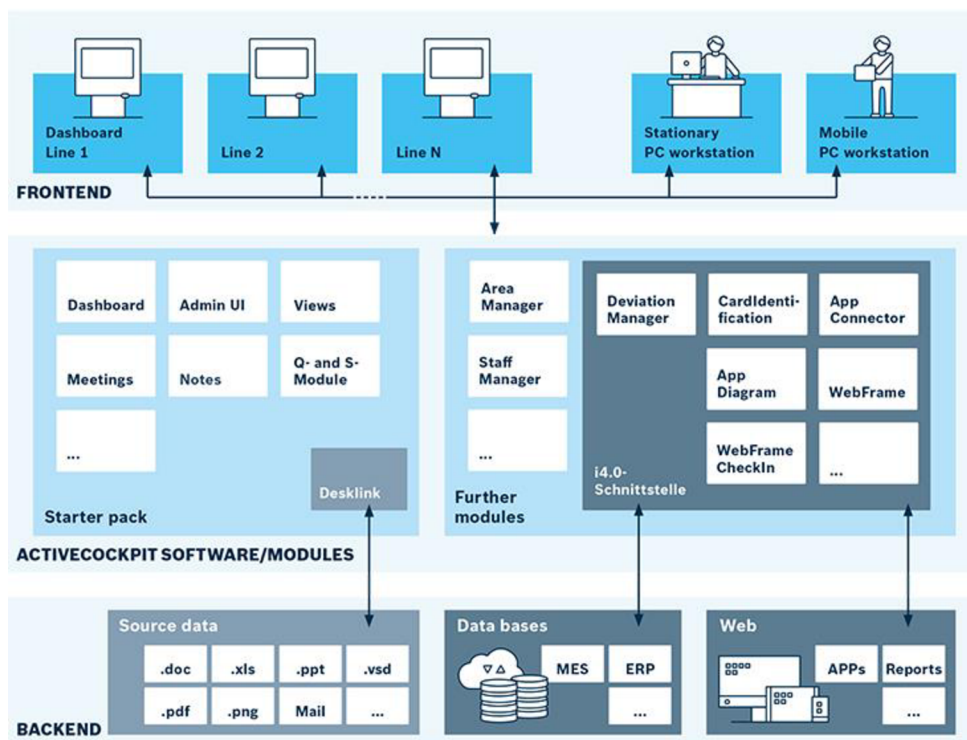 Dashboard
Line 1
Line 2
Line N
Stationary
PC workstation
Mobile
PC workstation
FRONTEND
Dashboard
Admin UI
Views
Meetings
Notes
Q- and S-
Module
...
Desklink
Starter pack
Area
Manager
Staff
Manager
...
Further
modules
Deviation
Manager
CardIdenti-
fication
App
Connector
App
Diagram
WebFrame
WebFrame
CheckIn
...
i4.0-
Schnittstelle
ACTIVECOCKPIT SOFTWARE/MODULES
Source data
.doc
.xls
.ppt
.vsd
.pdf
.png
Mail
...
Data bases
MES
ERP
...
Web
APPs
Reports
...
BACKEND